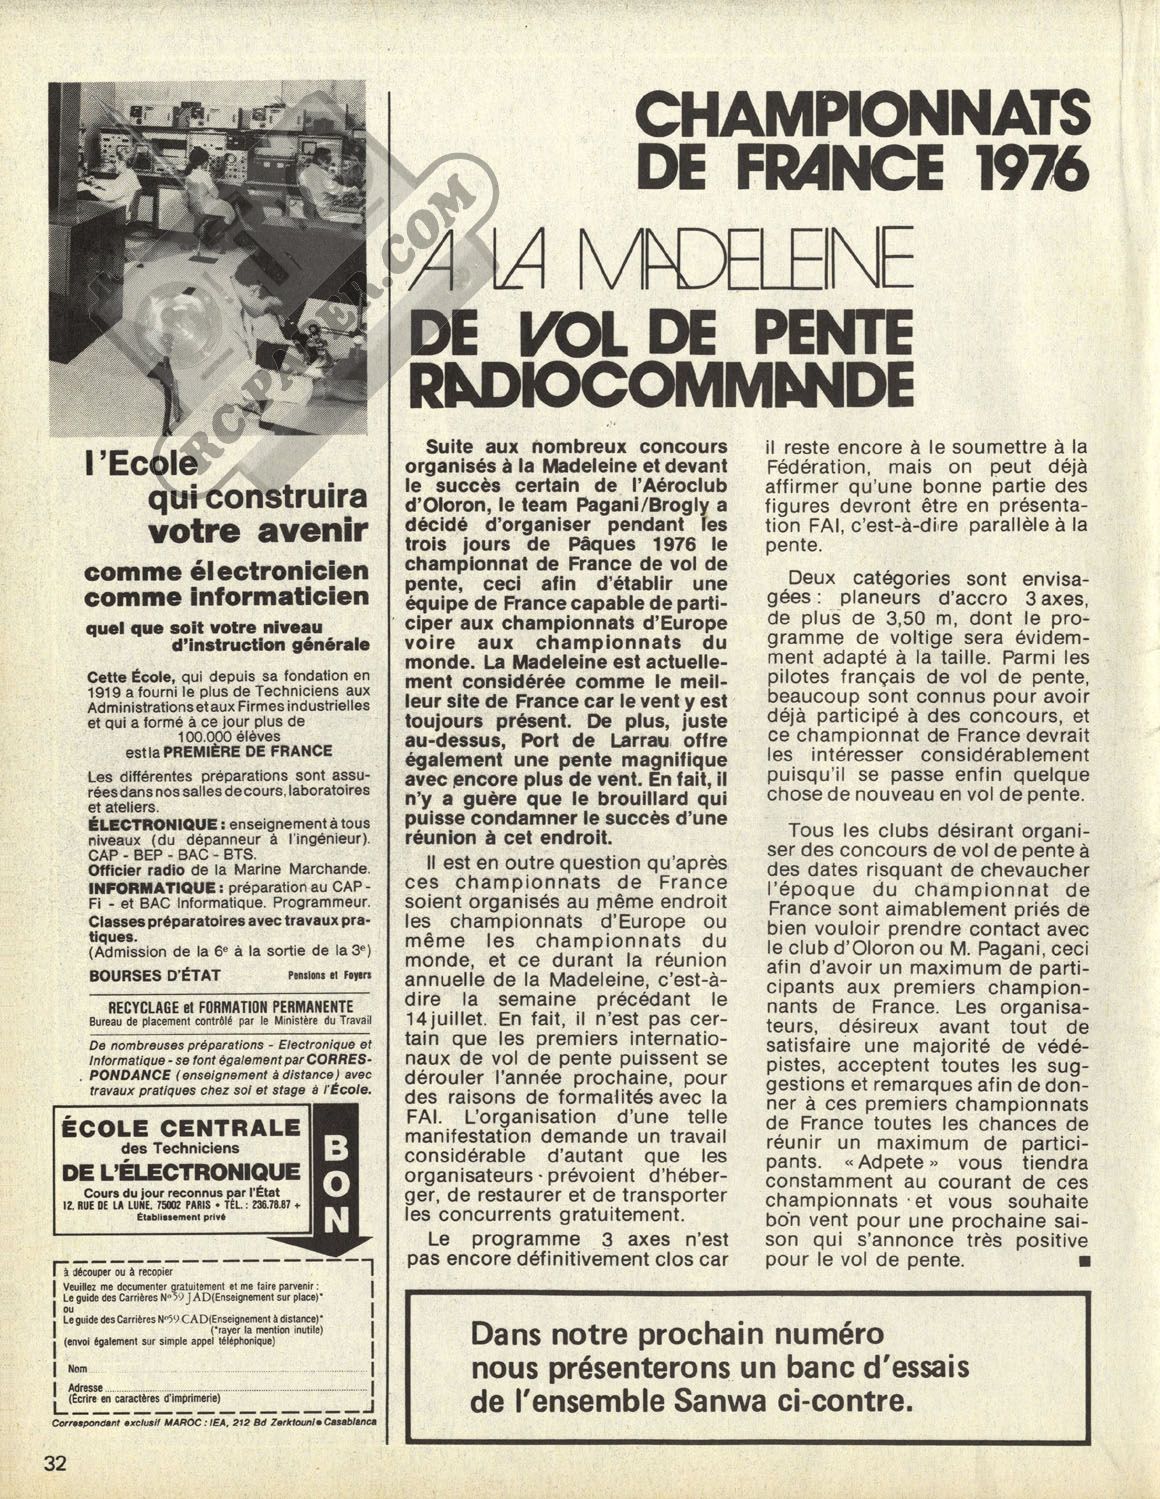 CHAMPIONNATS
DE FRANCE 1976
A LA MADELEINE
DE VOL DE PENTE
RADIOCOMMANDE
RCPAPER.COM
l'Ecole
qui construira
votre avenir
comme électronicien
comme informaticien
quel que soit votre niveau
d'instruction générale
Cette École, qui depuis sa fondation en
1919 a fourni le plus de Techniciens aux
Administrations et aux Firmes industrielles
et qui a formé à ce jour plus de
100.000 élèves
est la PREMIÈRE DE FRANCE
Les différentes préparations sont assu-
rées dans nos salles de cours, laboratoires
et ateliers.
ÉLECTRONIQUE : enseignement à tous
niveaux (du dépanneur à l'ingénieur).
CAP - BEP - BAC - BTS.
Officier radio de la Marine Marchande.
INFORMATIQUE : préparation au CAP -
Fi - et BAC Informatique. Programmeur.
Classes préparatoires avec travaux pra-
tiques.
(Admission de la 6e à la sortie de la 3e)
BOURSES D'ÉTAT Pensions et Foyers
RECYCLAGE et FORMATION PERMANENTE
Bureau de placement contrôlé par le Ministère du Travail
De nombreuses préparations - Electronique et
Informatique - se font également par CORRES-
PONDANCE (enseignement à distance) avec
travaux pratiques chez soi et stage à l'École.
ÉCOLE CENTRALE
des Techniciens
DE L'ÉLECTRONIQUE
Cours du jour reconnus par l'État
12, RUE DE LA LUNE, 75002 PARIS • TÉL. : 236.78.87 +
Établissement privé
BON
à découper ou à recopier
Veuillez me documenter gratuitement et me faire parvenir :
Le guide des Carrières N° 59 JAD (Enseignement sur place)*
ou
Le guide des Carrières N° 59 CAD (Enseignement à distance)*
(*rayer la mention inutile)
(envoi également sur simple appel téléphonique)
Nom
Adresse
(Écrire en caractères d'imprimerie)
Correspondant exclusif MAROC : IEA, 212 Bd Zerktouni • Casablanca
32
Suite aux nombreux concours
organisés à la Madeleine et devant
le succès certain de l'Aéroclub
d'Oloron, le team Pagani/Brogly a
décidé d'organiser pendant les
trois jours de Pâques 1976 le
championnat de France de vol de
pente, ceci afin d'établir une
équipe de France capable de parti-
ciper aux championnats d'Europe
voire aux championnats du
monde. La Madeleine est actuelle-
ment considérée comme le meil-
leur site de France car le vent y est
toujours présent. De plus, juste
au-dessus, Port de Larrau offre
également une pente magnifique
avec encore plus de vent. En fait, il
n'y a guère que le brouillard qui
puisse condamner le succès d'une
réunion à cet endroit.
Il est en outre question qu'après
ces championnats de France
soient organisés au même endroit
les championnats d'Europe ou
même les championnats du
monde, et ce durant la réunion
annuelle de la Madeleine, c'est-à-
dire la semaine précédant le
14 juillet. En fait, il n'est pas cer-
tain que les premiers internatio-
naux de vol de pente puissent se
dérouler l'année prochaine, pour
des raisons de formalités avec la
FAI. L'organisation d'une telle
manifestation demande un travail
considérable d'autant que les
organisateurs prévoient d'héber-
ger, de restaurer et de transporter
les concurrents gratuitement.
Le programme 3 axes n'est
pas encore définitivement clos car
il reste encore à le soumettre à la
Fédération, mais on peut déjà
affirmer qu'une bonne partie des
figures devront être en présenta-
tion FAI, c'est-à-dire parallèle à la
pente.
Deux catégories sont envisa-
gées : planeurs d'accro 3 axes,
de plus de 3,50 m, dont le pro-
gramme de voltige sera évidem-
ment adapté à la taille. Parmi les
pilotes français de vol de pente,
beaucoup sont connus pour avoir
déjà participé à des concours, et
ce championnat de France devrait
les intéresser considérablement
puisqu'il se passe enfin quelque
chose de nouveau en vol de pente.
Tous les clubs désirant organi-
ser des concours de vol de pente à
des dates risquant de chevaucher
l'époque du championnat de
France sont aimablement priés de
bien vouloir prendre contact avec
le club d'Oloron ou M. Pagani, ceci
afin d'avoir un maximum de parti-
cipants aux premiers champion-
nants de France. Les organisa-
teurs, désireux avant tout de
satisfaire une majorité de védé-
pistes, acceptent toutes les sug-
gestions et remarques afin de don-
ner à ces premiers championnats
de France toutes les chances de
réunir un maximum de partici-
pants. « Adpete » vous tiendra
constamment au courant de ces
championnats et vous souhaite
bon vent pour une prochaine sai-
son qui s'annonce très positive
pour le vol de pente.
Dans notre prochain numéro
nous présenterons un banc d'essais
de l'ensemble Sanwa ci-contre.